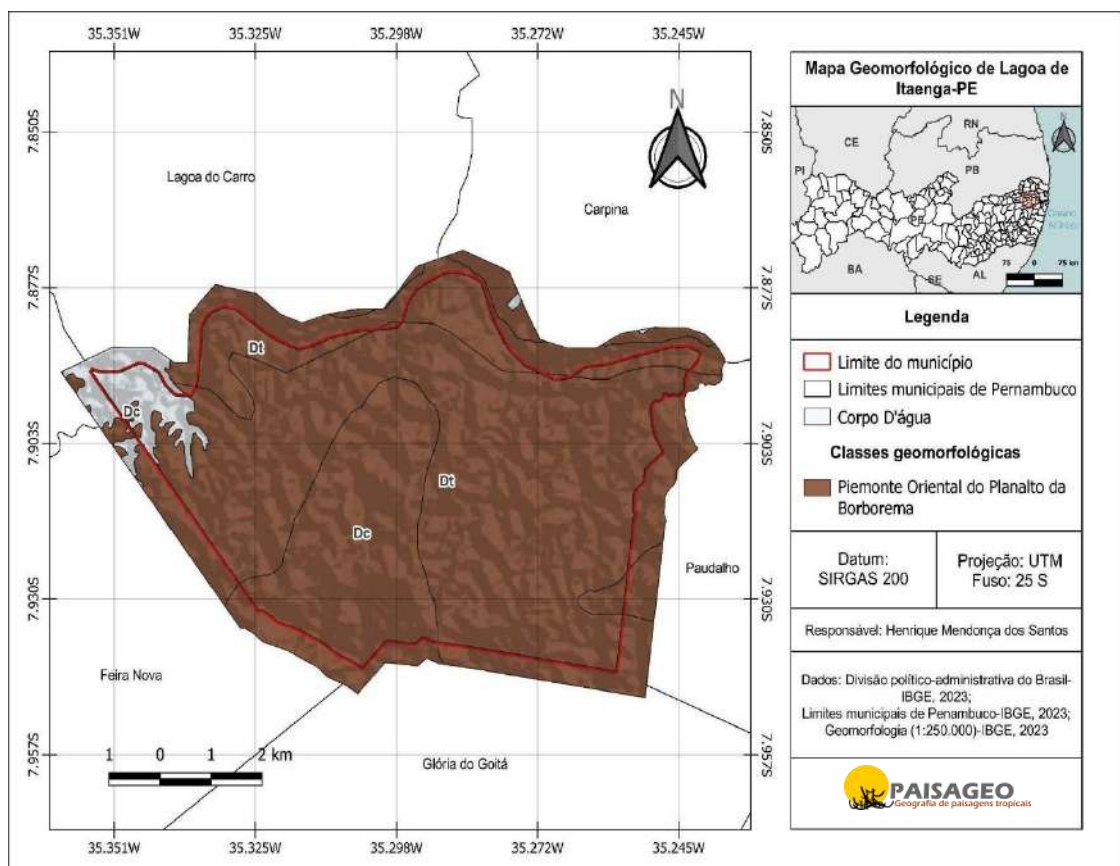 35.351W 35.325W 35.298W 35.272W 35.245W
7.850S
7.877S
7.903S
7.930S
7.957S
N
Lagoa do Carro
Carpina
Dt
Dc
Dt
Dc
Paudalho
Feira Nova
Glória do Goitá
1 0 1 2 km
7.850S
7.877S
7.903S
7.930S
7.957S
35.351W 35.325W 35.298W 35.272W 35.245W
Mapa Geomorfológico de Lagoa de
Itaenga-PE
N
RN
CE
PB
PI
PE
Oceano
Atlântico
BA
SE
AL
75 0 75 km
Legenda
Limite do município
Limites municipais de Pernambuco
Corpo D'água
Classes geomorfológicas
Piemonte Oriental do Planalto da
Borborema
Datum:
SIRGAS 200
Projeção: UTM
Fuso: 25 S
Responsável: Henrique Mendonça dos Santos
Dados: Divisão político-administrativa do Brasil-
IBGE, 2023;
Limites municipais de Penambuco-IBGE, 2023;
Geomorfologia (1:250.000)-IBGE, 2023
PAISAGEO
Geografia de paisagens tropicais